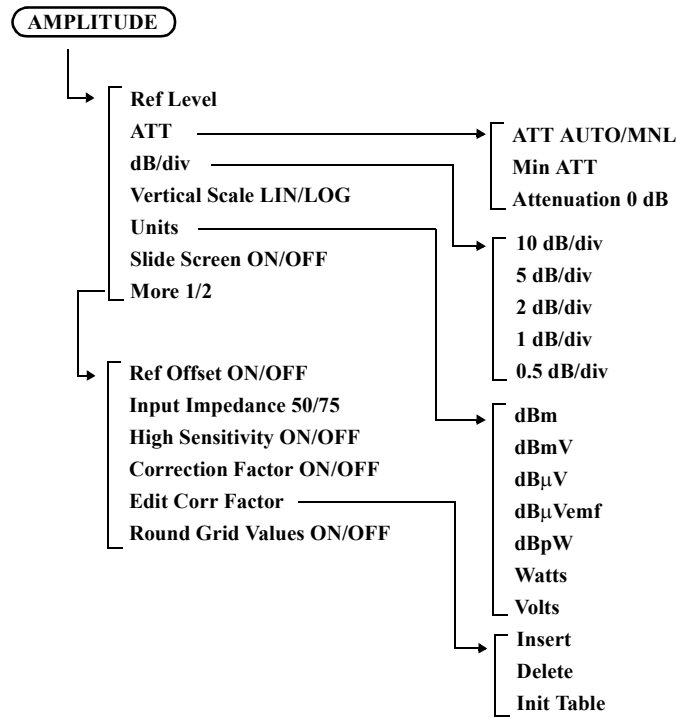 AMPLITUDE
Ref Level
ATT
dB/div
Vertical Scale LIN/LOG
Units
Slide Screen ON/OFF
More 1/2
Ref Offset ON/OFF
Input Impedance 50/75
High Sensitivity ON/OFF
Correction Factor ON/OFF
Edit Corr Factor
Round Grid Values ON/OFF
ATT AUTO/MNL
Min ATT
Attenuation 0 dB
10 dB/div
5 dB/div
2 dB/div
1 dB/div
0.5 dB/div
dBm
dBmV
dBμV
dBμVemf
dBpW
Watts
Volts
Insert
Delete
Init Table